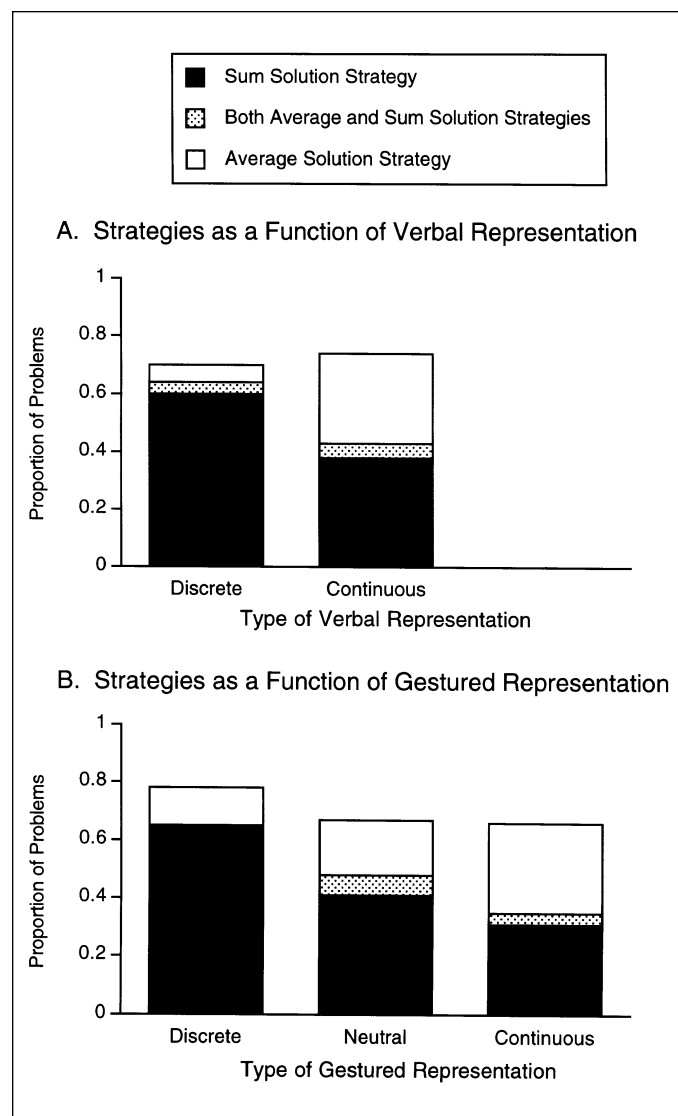 Sum Solution Strategy
Both Average and Sum Solution Strategies
Average Solution Strategy
A. Strategies as a Function of Verbal Representation
Proportion of Problems
1
0.8
0.6
0.4
0.2
0
Discrete
Continuous
Type of Verbal Representation
B. Strategies as a Function of Gestured Representation
Proportion of Problems
1
0.8
0.6
0.4
0.2
0
Discrete
Neutral
Continuous
Type of Gestured Representation